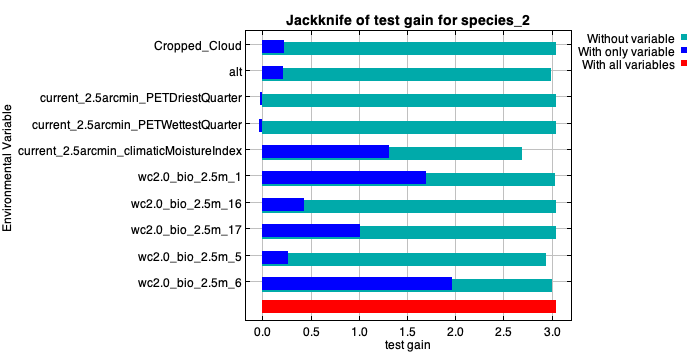 Jackknife of test gain for species_2
Without variable
With only variable
With all variables
Environmental Variable
Cropped_Cloud
alt
current_2.5arcmin_PETDriestQuarter
current_2.5arcmin_PETWettestQuarter
current_2.5arcmin_climaticMoistureIndex
wc2.0_bio_2.5m_1
wc2.0_bio_2.5m_16
wc2.0_bio_2.5m_17
wc2.0_bio_2.5m_5
wc2.0_bio_2.5m_6
0.0 0.5 1.0 1.5 2.0 2.5 3.0
test gain